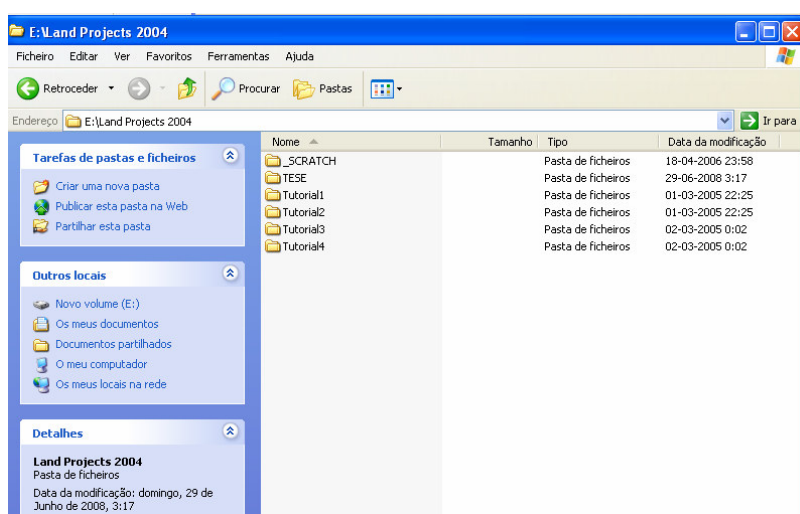 E:\Land Projects 2004
Ficheiro Editar Ver Favoritos Ferramentas Ajuda
Retroceder Procurar Pastas
Endereço E:\Land Projects 2004 Ir para
Nome Tamanho Tipo Data da modificação
Tarefas de pastas e ficheiros
Criar uma nova pasta
Publicar esta pasta na Web
Partilhar esta pasta
Outros locais
Novo volume (E:)
Os meus documentos
Documentos partilhados
O meu computador
Os meus locais na rede
Detalhes
Land Projects 2004
Pasta de ficheiros
Data da modificação: domingo, 29 de
Junho de 2008, 3:17
_SCRATCH Pasta de ficheiros 18-04-2006 23:58
TESE Pasta de ficheiros 29-06-2008 3:17
Tutorial1 Pasta de ficheiros 01-03-2005 22:25
Tutorial2 Pasta de ficheiros 01-03-2005 22:25
Tutorial3 Pasta de ficheiros 02-03-2005 0:02
Tutorial4 Pasta de ficheiros 02-03-2005 0:02